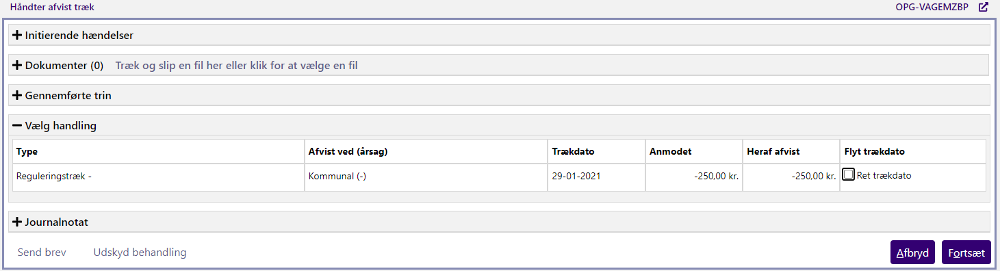 Håndter afvist træk OPG-VAGEMZBP
Initierende hændelser
Dokumenter (0) Træk og slip en fil her eller klik for at vælge en fil
Gennemførte trin
Vælg handling
Type Afvist ved (årsag) Trækdato Anmodet Heraf afvist Flyt trækdato
Reguleringstræk - Kommunal (-) 29-01-2021 -250,00 kr. -250,00 kr. Ret trækdato
Journalnotat
Send brev Udskyd behandling Afbryd Fortsæt